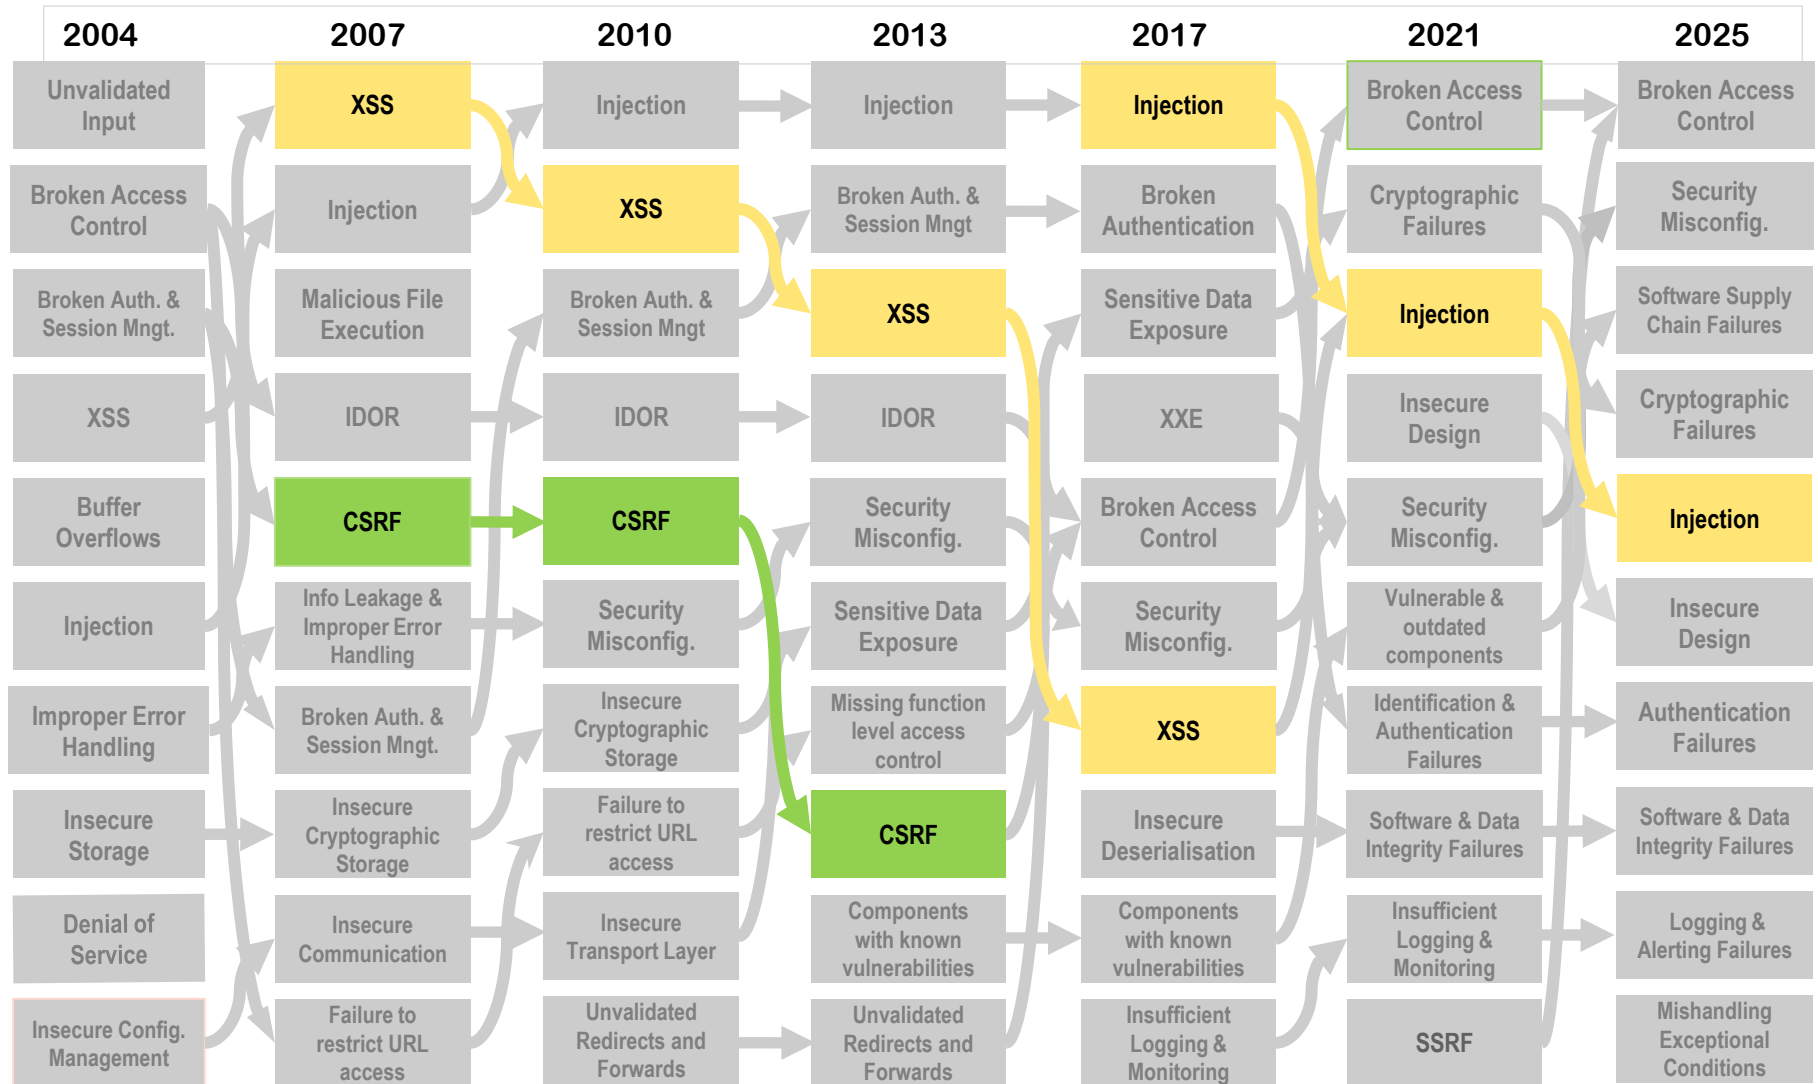 2004 2007 2010 2013 2017 2021 2025
Unvalidated
Input
Broken Access
Control
Broken Auth. &
Session Mngt.
XSS
Buffer
Overflows
Injection
Improper Error
Handling
Insecure
Storage
Denial of
Service
Insecure Config.
Management
XSS
Injection
Malicious File
Execution
IDOR
CSRF
Info Leakage &
Improper Error
Handling
Broken Auth. &
Session Mngt.
Insecure
Cryptographic
Storage
Insecure
Communication
Failure to
restrict URL
access
Injection
XSS
Broken Auth. &
Session Mngt
IDOR
CSRF
Security
Misconfig.
Insecure
Cryptographic
Storage
Failure to
restrict URL
access
Insecure
Transport Layer
Unvalidated
Redirects and
Forwards
Injection
Broken Auth. &
Session Mngt
XSS
IDOR
Security
Misconfig.
Sensitive Data
Exposure
Missing function
level access
control
CSRF
Components
with known
vulnerabilities
Unvalidated
Redirects and
Forwards
Injection
Broken
Authentication
Sensitive Data
Exposure
XXE
Broken Access
Control
Security
Misconfig.
XSS
Insecure
Deserialisation
Components
with known
vulnerabilities
Insufficient
Logging &
Monitoring
Broken Access
Control
Cryptographic
Failures
Injection
Insecure
Design
Security
Misconfig.
Vulnerable &
outdated
components
Identification &
Authentication
Failures
Software & Data
Integrity Failures
Insufficient
Logging &
Monitoring
SSRF
Broken Access
Control
Security
Misconfig.
Software Supply
Chain Failures
Cryptographic
Failures
Injection
Insecure
Design
Authentication
Failures
Software & Data
Integrity Failures
Logging &
Alerting Failures
Mishandling
Exceptional
Conditions